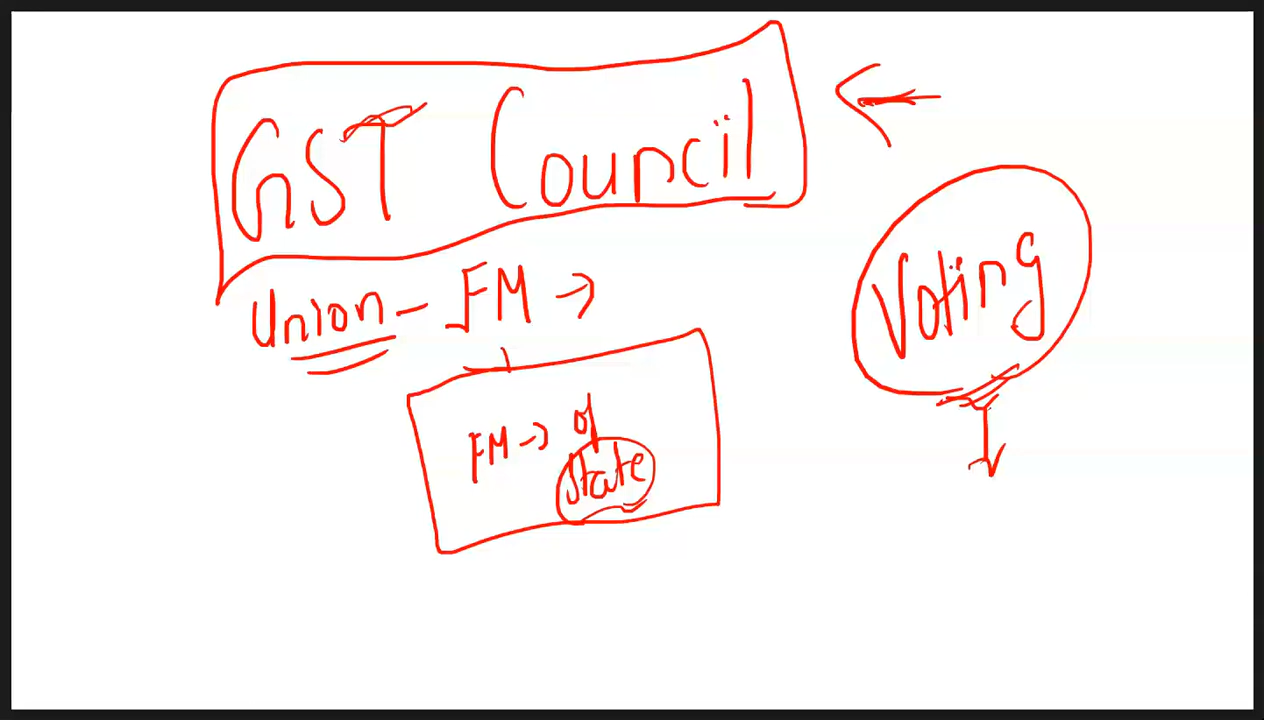 GST Council
Union - FM →
Voting
FM → of
State